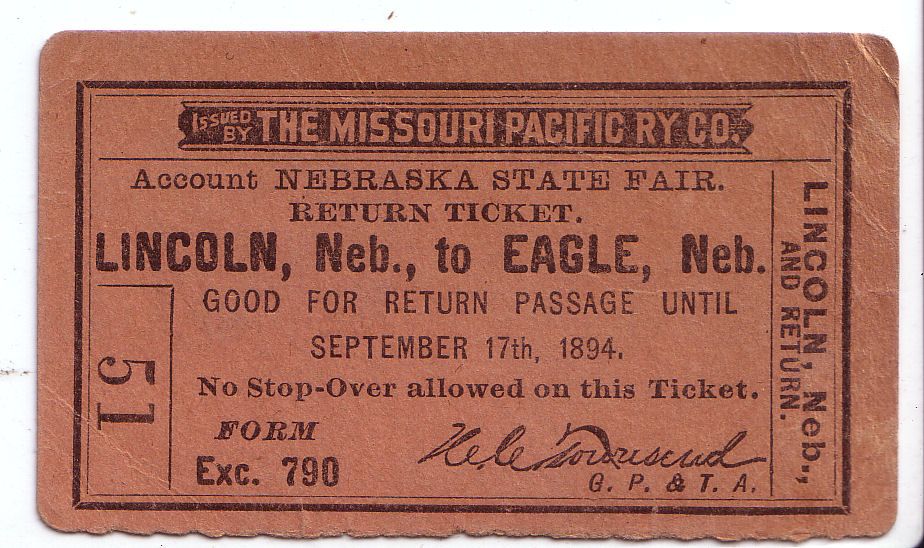 ISSUED BY THE MISSOURI PACIFIC RY CO.
Account NEBRASKA STATE FAIR.
RETURN TICKET.
LINCOLN, Neb., to EAGLE, Neb.
GOOD FOR RETURN PASSAGE UNTIL
SEPTEMBER 17th, 1894.
No Stop-Over allowed on this Ticket.
FORM
Exc. 790
H. C. Townsend
G. P. & T. A.
51
LINCOLN, Neb.,
AND RETURN.